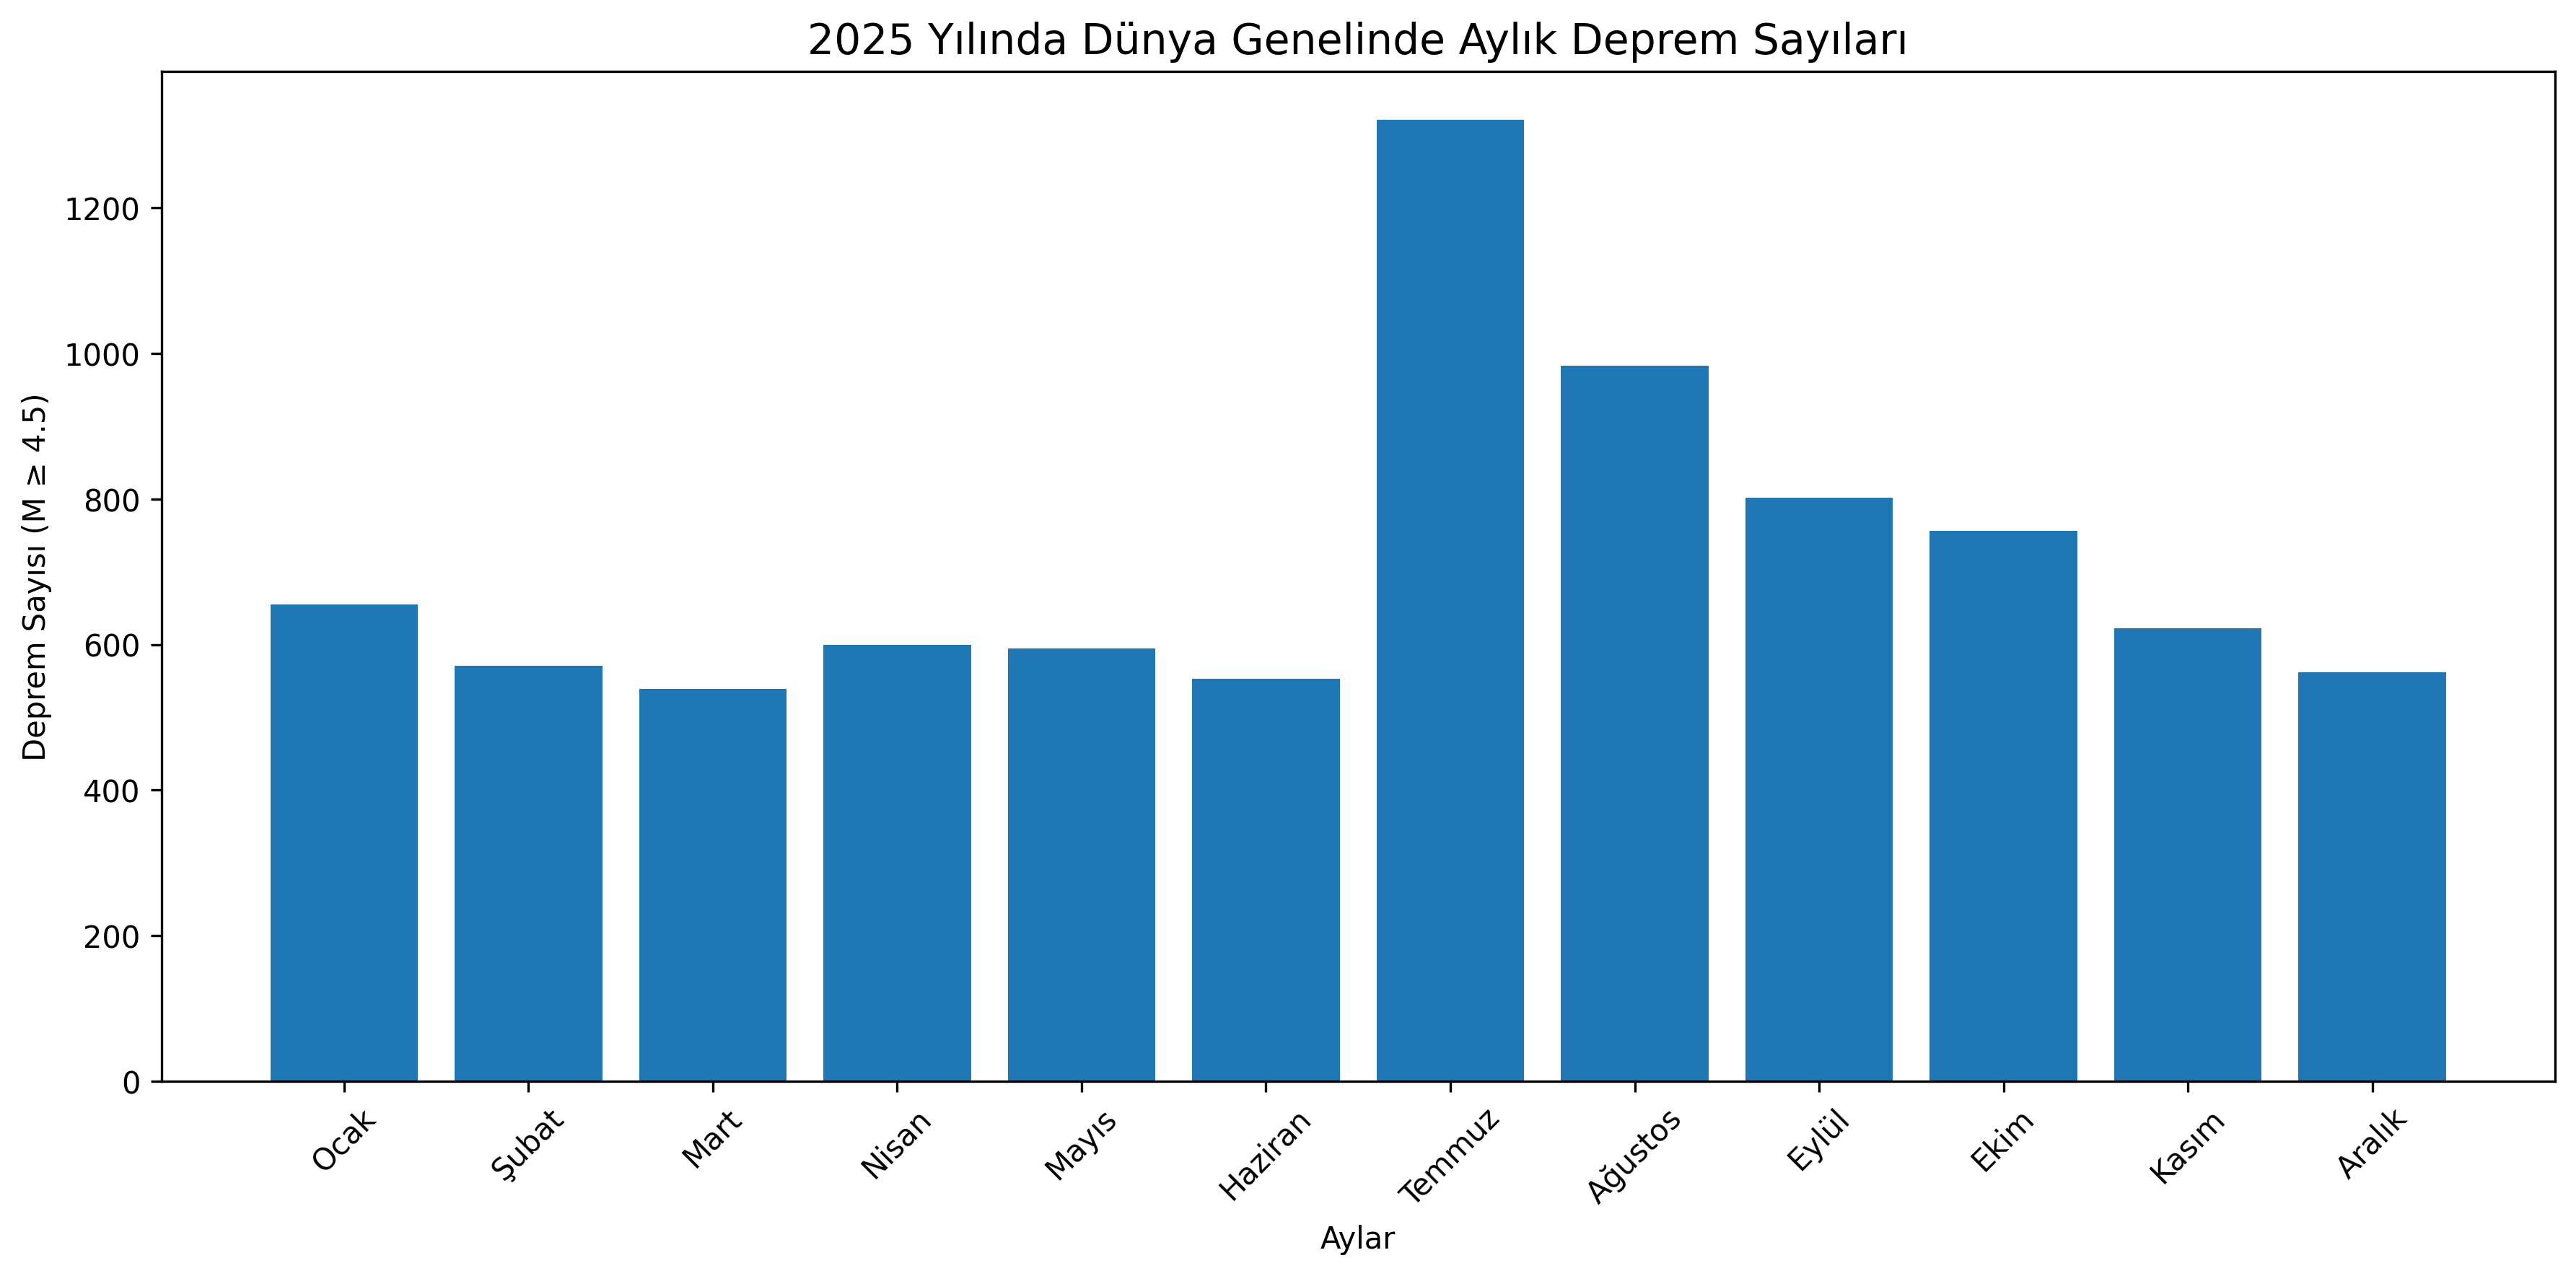 2025 Yılında Dünya Genelinde Aylık Deprem Sayıları
Deprem Sayısı (M ≥ 4.5)
1200
1000
800
600
400
200
0
Ocak
Şubat
Mart
Nisan
Mayıs
Haziran
Temmuz
Ağustos
Eylül
Ekim
Kasım
Aralık
Aylar